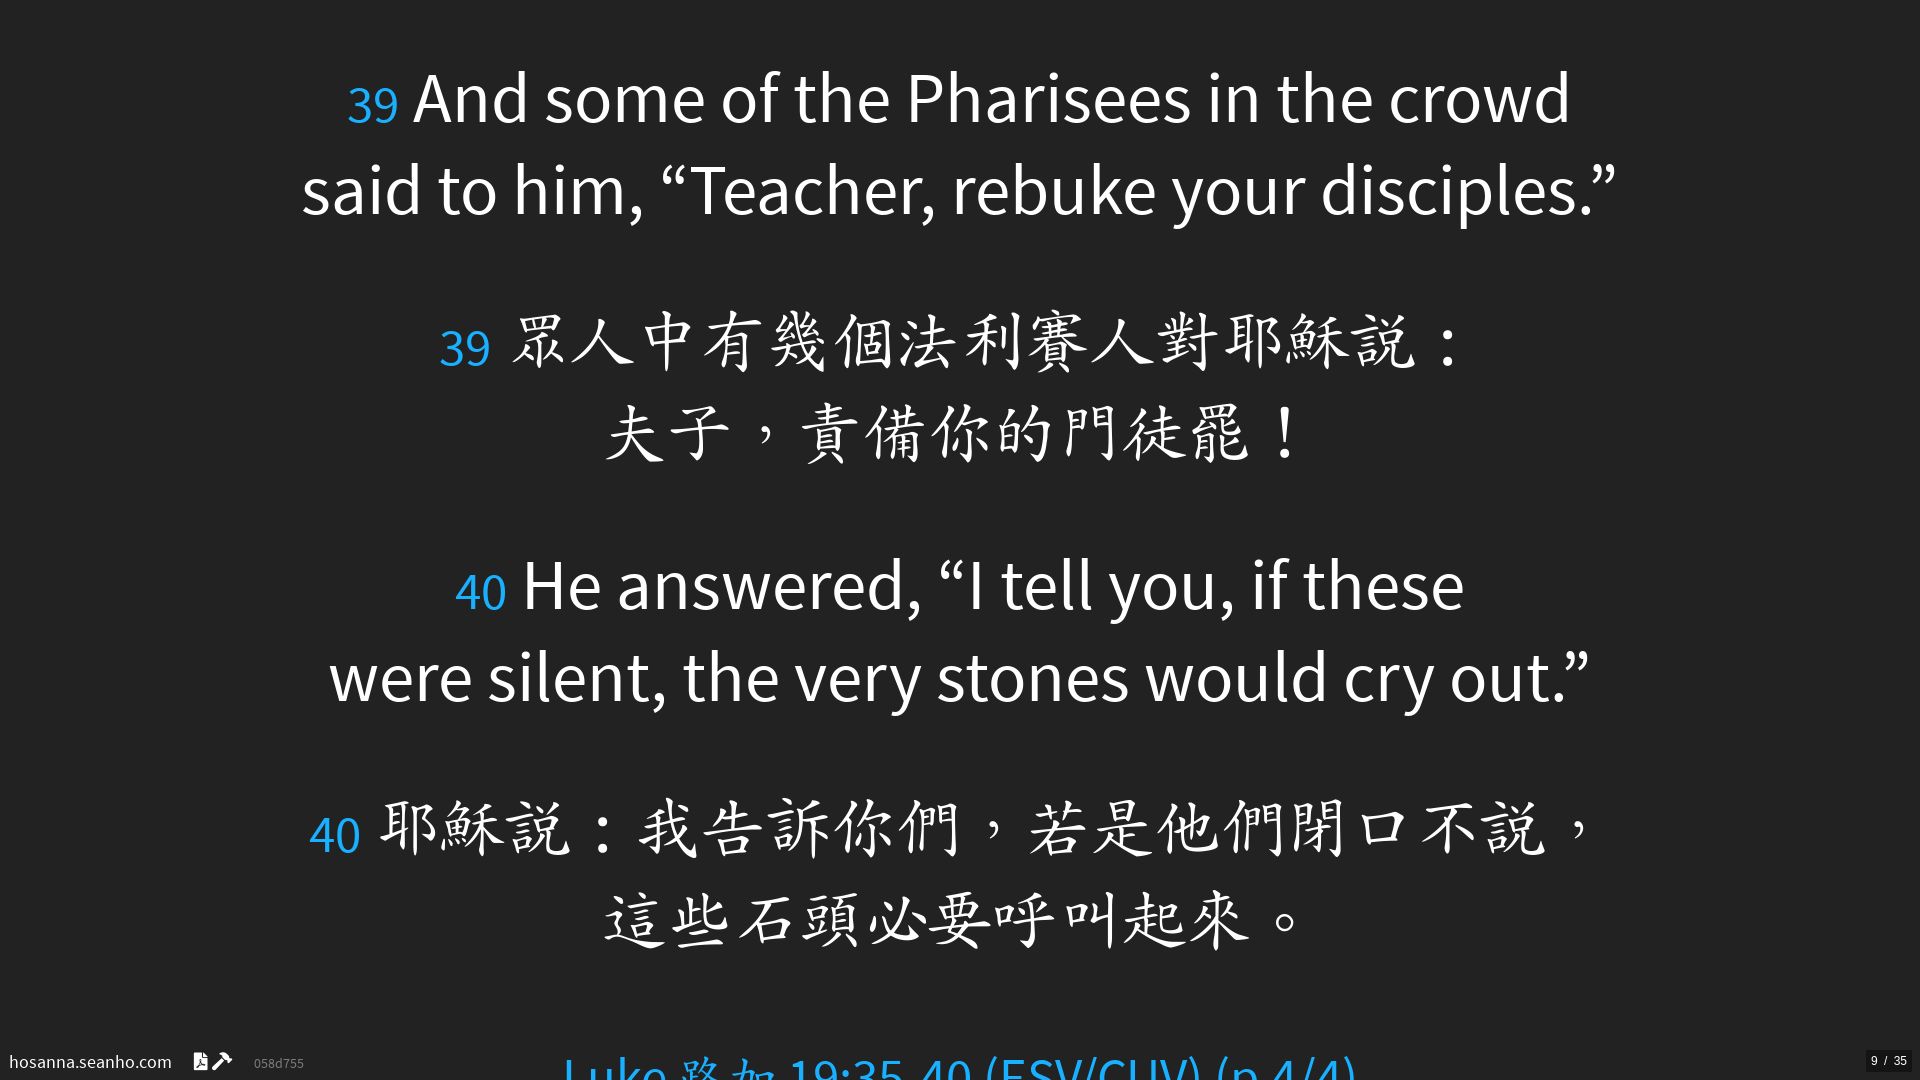 39 And some of the Pharisees in the crowd
said to him, “Teacher, rebuke your disciples.”
39 眾人中有幾個法利賽人對耶穌說：
夫子，責備你的門徒罷！
40 He answered, “I tell you, if these
were silent, the very stones would cry out.”
40 耶穌說：我告訴你們，若是他們閉口不說，
這些石頭必要呼叫起來。
Luke 路加 19:35-40 (ESV/CUV) (p 4/4)
hosanna.seanho.com 058d755
9 / 35